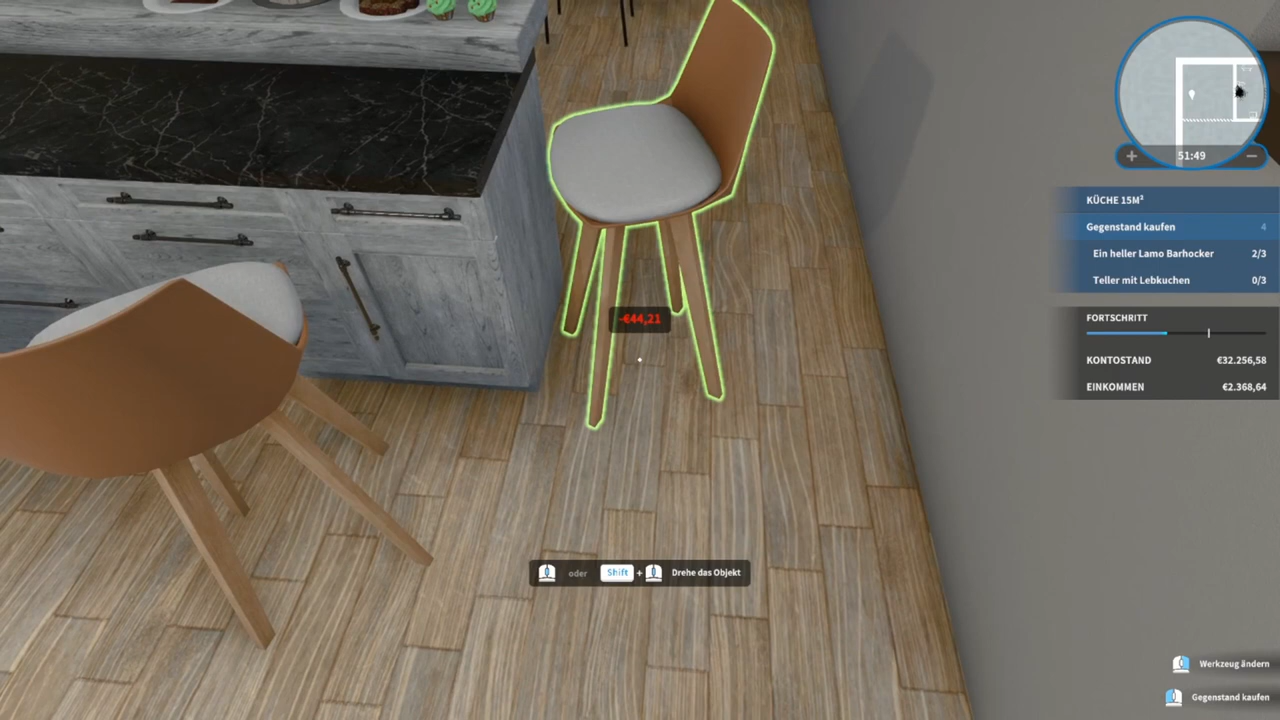 51:49
KÜCHE 15M²
Gegenstand kaufen 4
Ein heller Lamo Barhocker 2/3
Teller mit Lebkuchen 0/3
FORTSCHRITT
KONTOSTAND €32.256,58
EINKOMMEN €2.368,64
-€44,21
oder Shift + Drehe das Objekt
Werkzeug ändern
Gegenstand kaufen